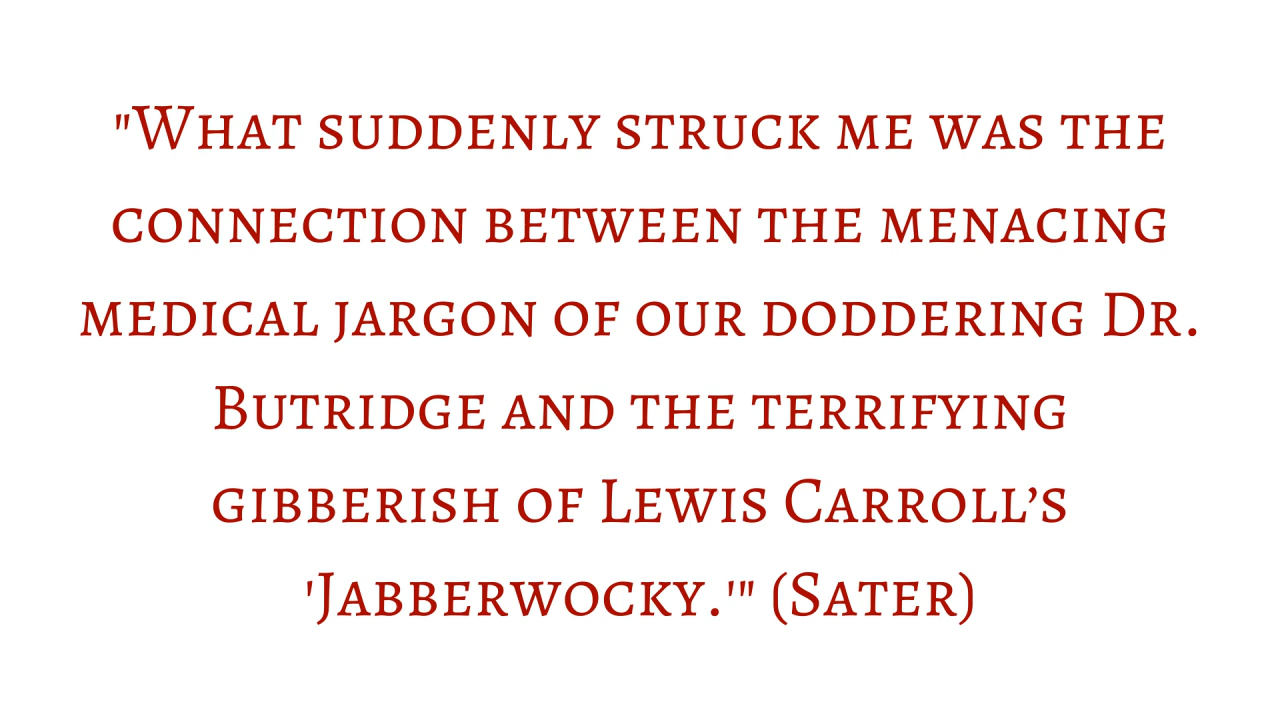 "What suddenly struck me was the
connection between the menacing
medical jargon of our doddering Dr.
Butridge and the terrifying
gibberish of Lewis Carroll’s
'Jabberwocky.'" (Sater)